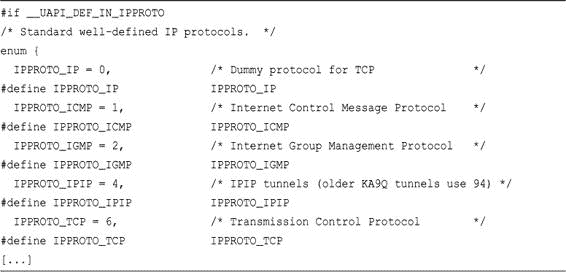 #if __UAPI_DEF_IN_IPPROTO
/* Standard well-defined IP protocols.  */
enum {
  IPPROTO_IP = 0,               /* Dummy protocol for TCP               */
#define IPPROTO_IP              IPPROTO_IP
  IPPROTO_ICMP = 1,             /* Internet Control Message Protocol    */
#define IPPROTO_ICMP            IPPROTO_ICMP
  IPPROTO_IGMP = 2,             /* Internet Group Management Protocol   */
#define IPPROTO_IGMP            IPPROTO_IGMP
  IPPROTO_IPIP = 4,             /* IPIP tunnels (older KA9Q tunnels use 94) */
#define IPPROTO_IPIP            IPPROTO_IPIP
  IPPROTO_TCP = 6,              /* Transmission Control Protocol        */
#define IPPROTO_TCP             IPPROTO_TCP
[...]